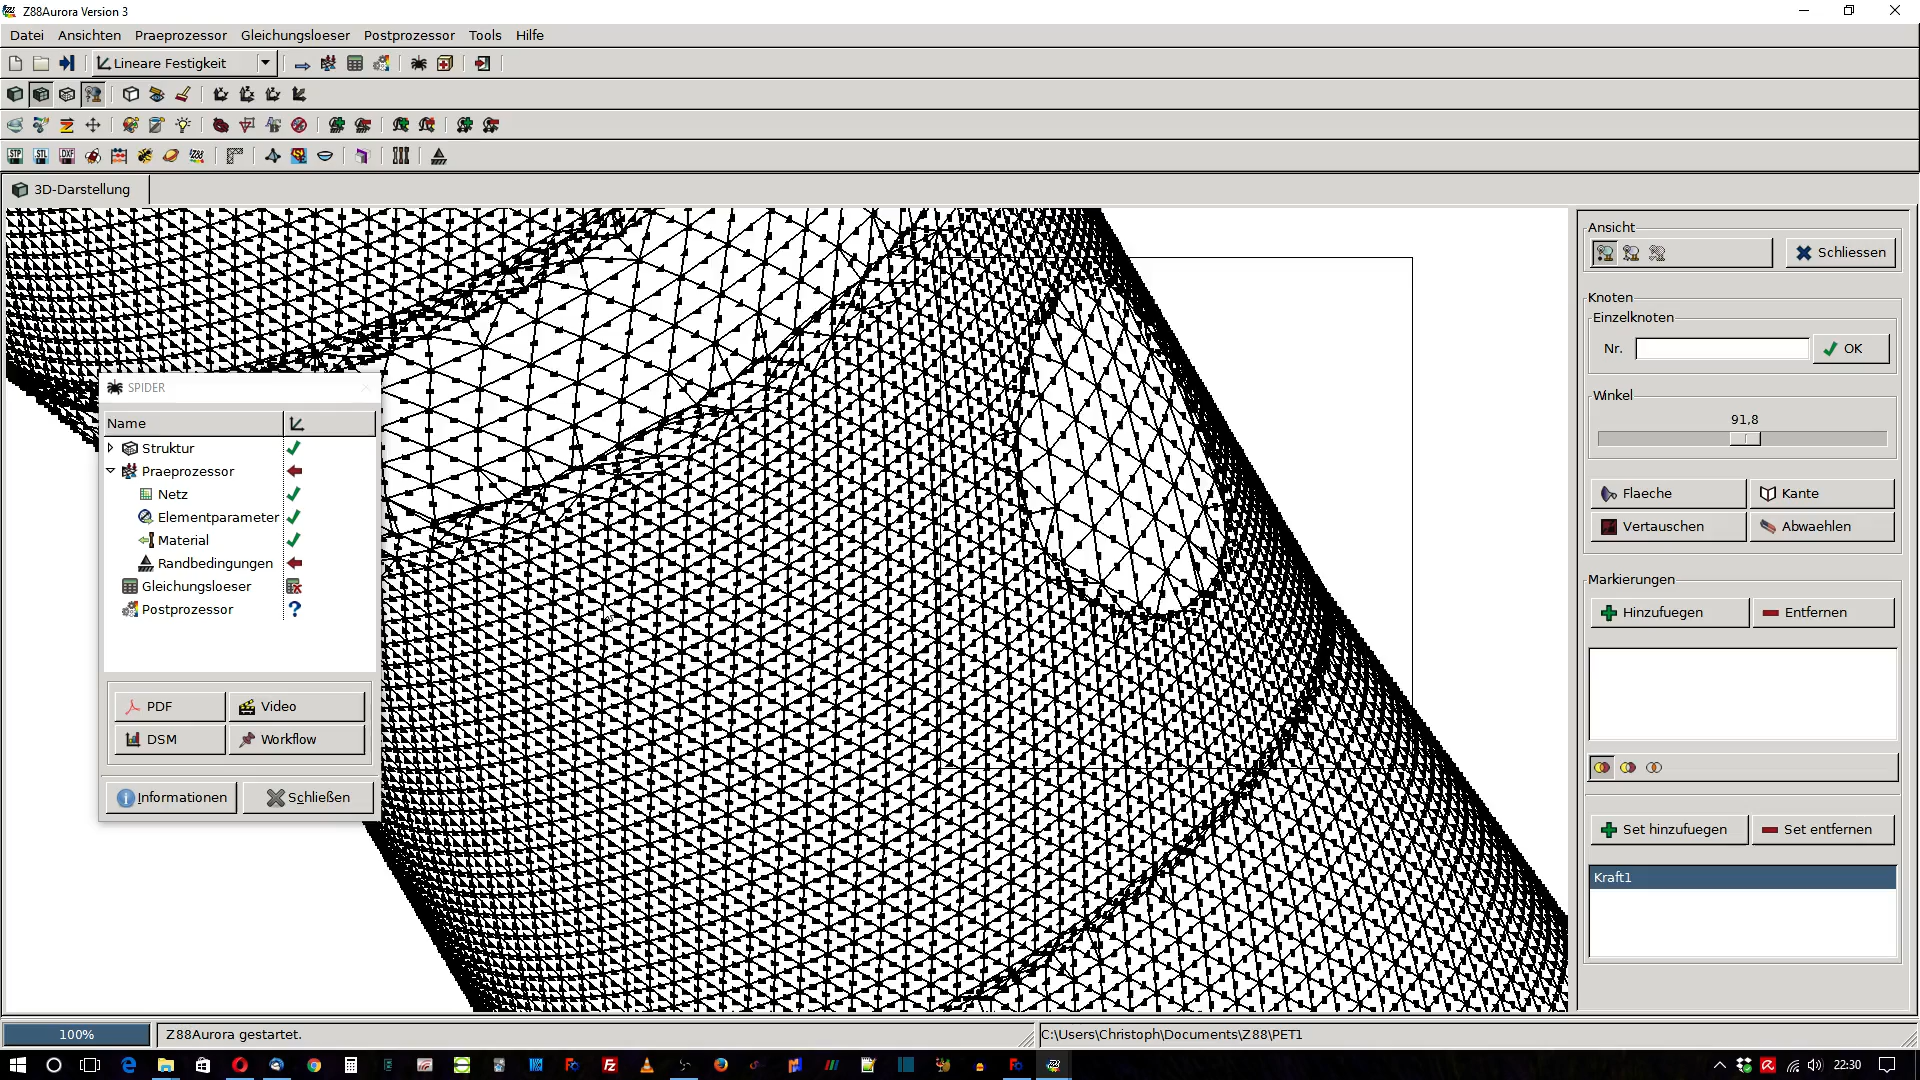 Z88Aurora Version 3
Datei Ansichten Praeprozessor Gleichungsloeser Postprozessor Tools Hilfe
Lineare Festigkeit
3D-Darstellung
Ansicht
Schliessen
Knoten
Einzelknoten
Nr. OK
Winkel
91,8
Flaeche Kante
Vertauschen Abwaehlen
Markierungen
Hinzufuegen Entfernen
Set hinzufuegen Set entfernen
Kraft1
SPIDER
Name
Struktur
Praeprozessor
Netz
Elementparameter
Material
Randbedingungen
Gleichungsloeser
Postprozessor ?
PDF Video
DSM Workflow
Informationen Schließen
100% Z88Aurora gestartet. C:\Users\Christoph\Documents\Z88\PET1
22:30